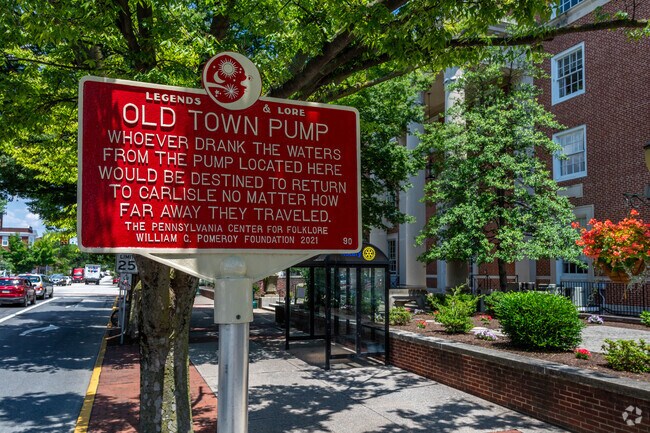 LEGENDS & LORE
OLD TOWN PUMP
WHOEVER DRANK THE WATERS
FROM THE PUMP LOCATED HERE
WOULD BE DESTINED TO RETURN
TO CARLISLE NO MATTER HOW
FAR AWAY THEY TRAVELED.
THE PENNSYLVANIA CENTER FOR FOLKLORE
WILLIAM G. POMEROY FOUNDATION 2021 90
SPEED
25